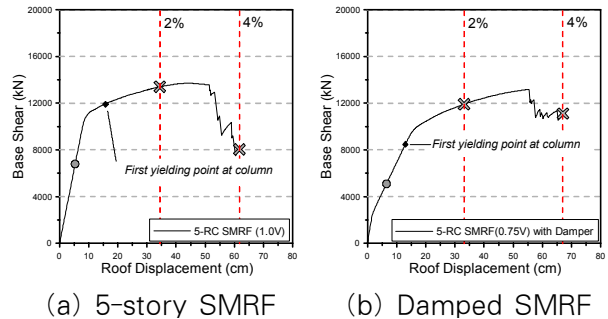 2%
4%
20000
16000
12000
8000
4000
0
Base Shear (kN)
First yielding point at column
5-RC SMRF (1.0V)
0 10 20 30 40 50 60 70 80
Roof Displacement (cm)
(a) 5-story SMRF
2%
4%
20000
16000
12000
8000
4000
0
Base Shear (kN)
First yielding point at column
5-RC SMRF(0.75V) with Damper
0 10 20 30 40 50 60 70 80
Roof Displacement (cm)
(b) Damped SMRF